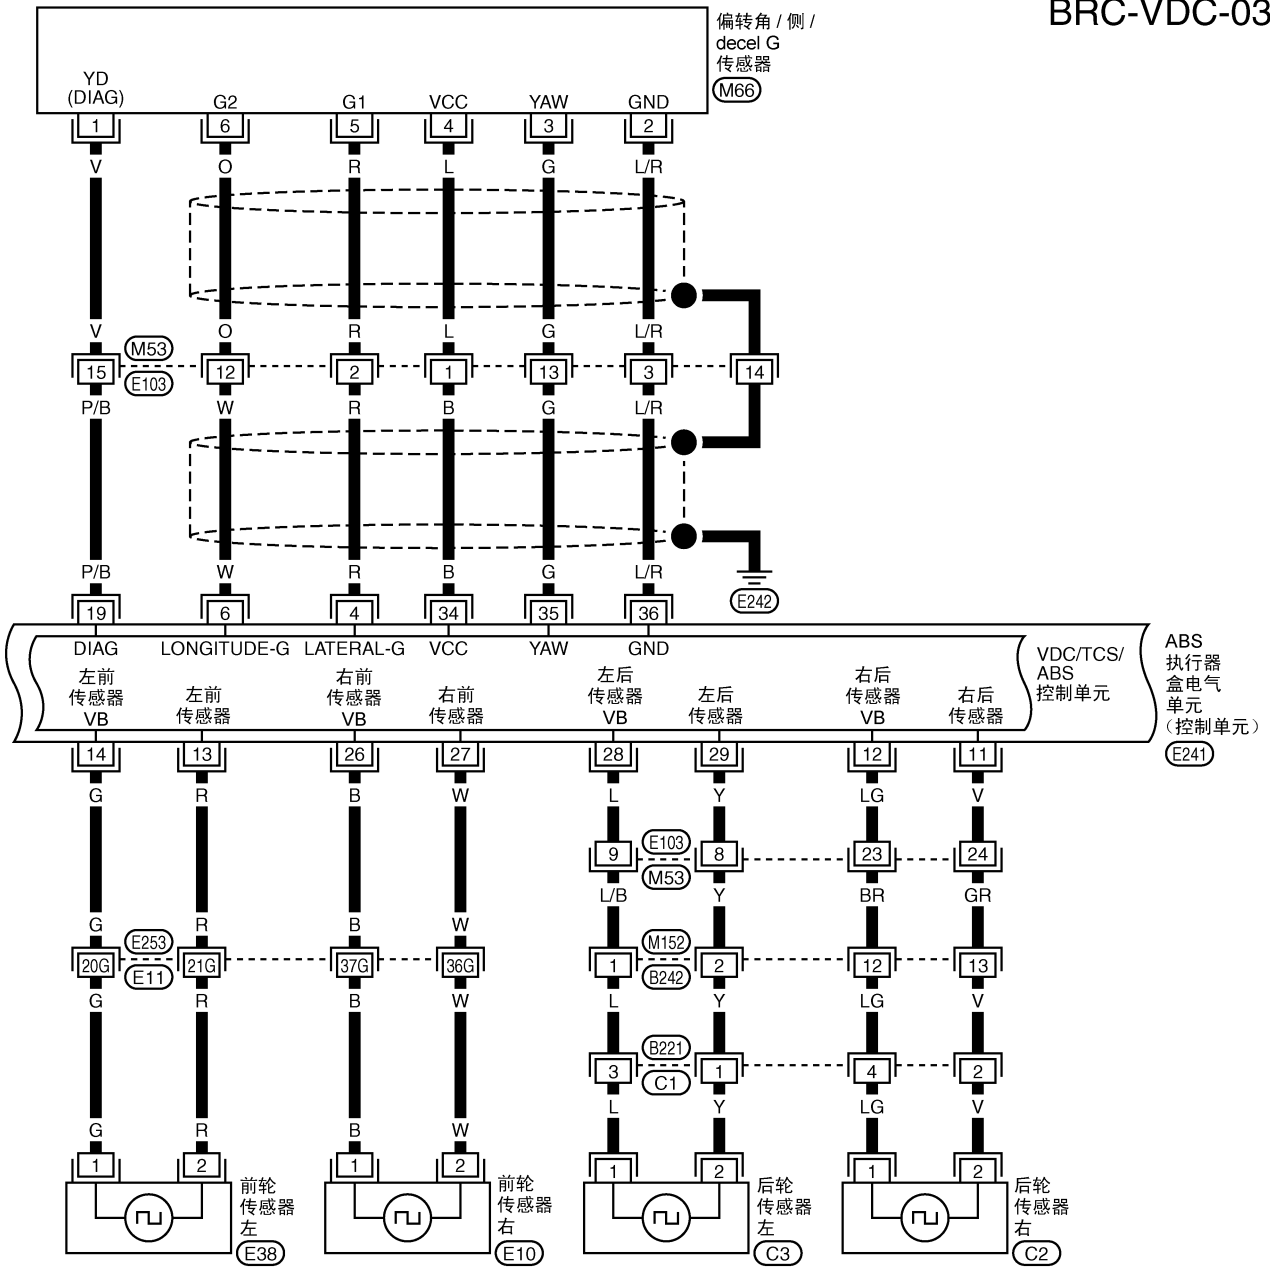 BRC-VDC-03
偏转角 / 侧 /
decel G
传感器
M66
YD
(DIAG) G2 G1 VCC YAW GND
1 6 5 4 3 2
V O R L G L/R
V O R L G L/R
M53
15 12 2 1 13 3 14
E103
P/B W R B G L/R
P/B W R B G L/R
E242
19 6 4 34 35 36
DIAG LONGITUDE-G LATERAL-G VCC YAW GND
VDC/TCS/
ABS
控制单元
ABS
执行器
盒电气
单元
（控制单元）
E241
左前
传感器
VB
左前
传感器
右前
传感器
VB
右前
传感器
左后
传感器
VB
左后
传感器
右后
传感器
VB
右后
传感器
14 13 26 27 28 29 12 11
G R B W L Y LG V
E103
9 8 23 24
M53
L/B Y BR GR
G R B W
E253 M152
20G 21G 37G 36G 1 2 12 13
E11 B242
G R B W L Y LG V
B221
3 1 4 2
C1
G R B W L Y LG V
1 2 1 2 1 2 1 2
前轮
传感器
左
E38
前轮
传感器
右
E10
后轮
传感器
左
C3
后轮
传感器
右
C2